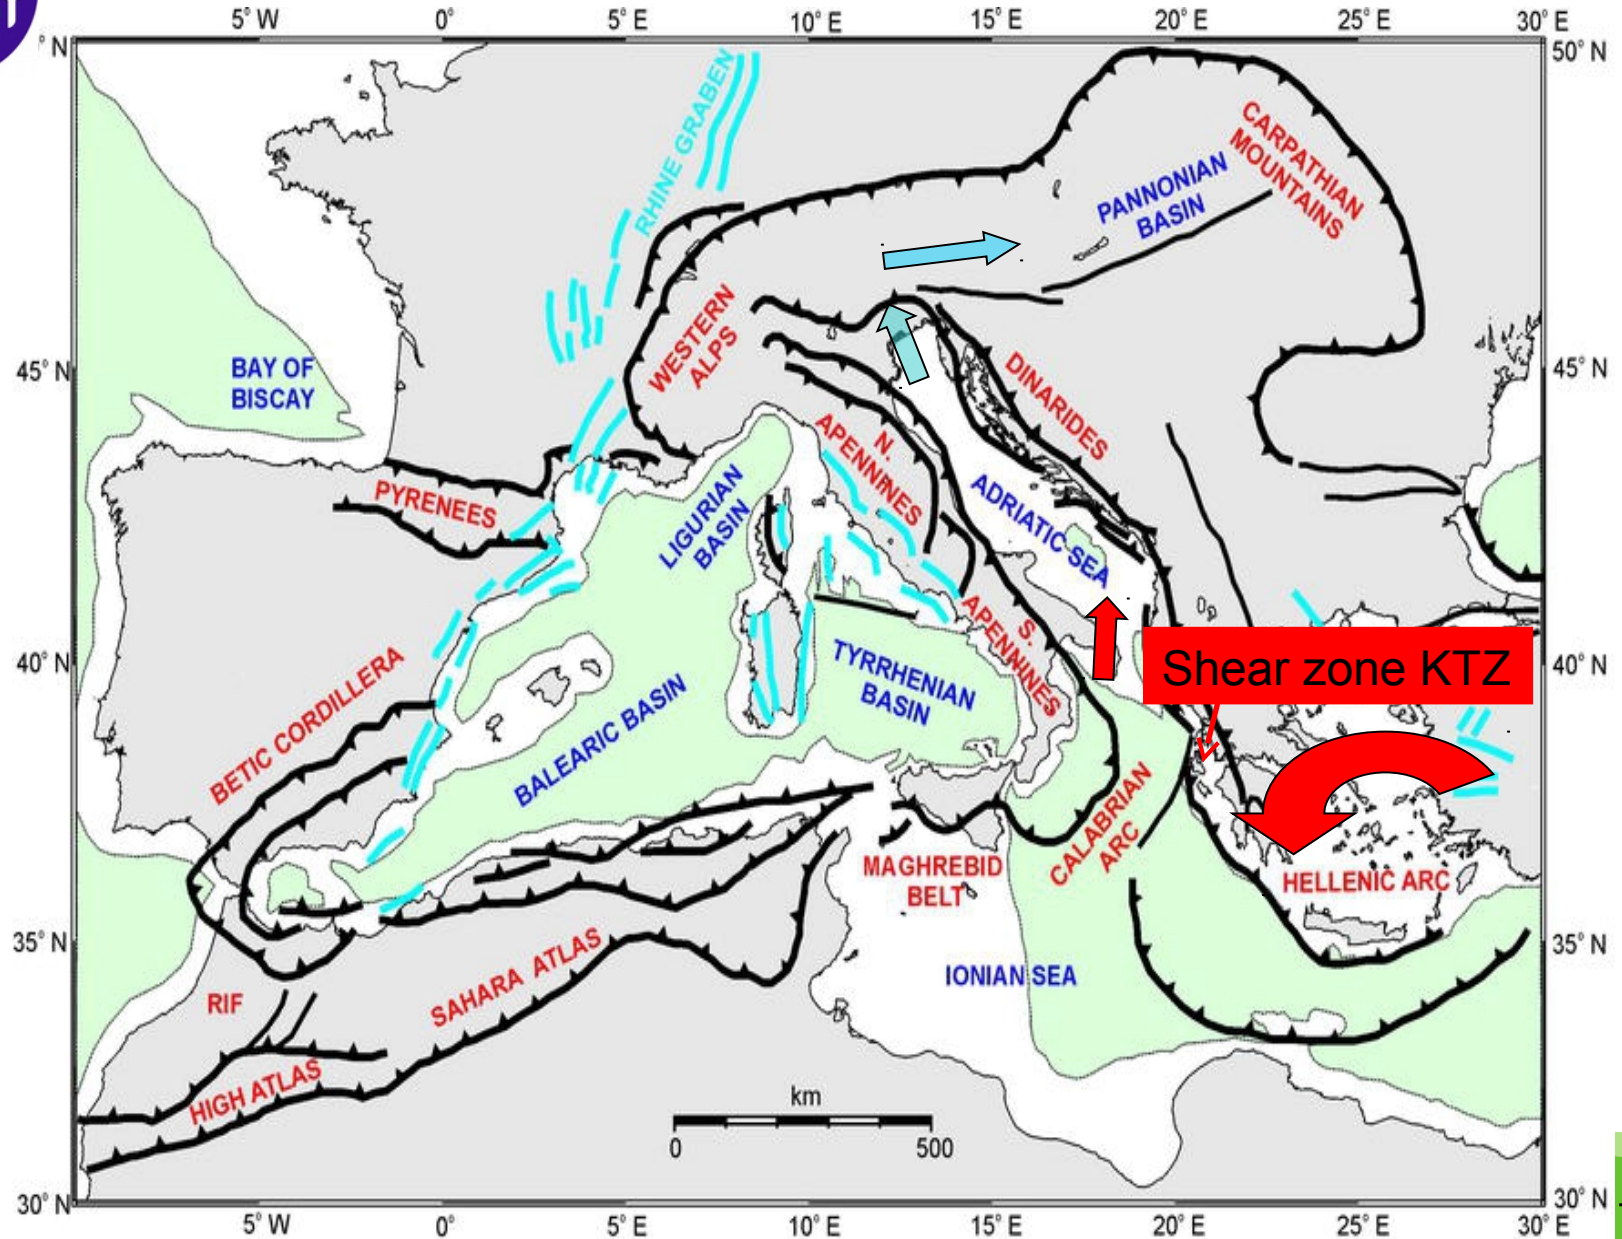 5° W 0° 5° E 10° E 15° E 20° E 25° E 30° E
° N
50° N
RHINE GRABEN
CARPATHIAN
MOUNTAINS
PANNONIAN
BASIN
WESTERN
ALPS
BAY OF
BISCAY
45° N
45° N
DINARIDES
N.
APENNINES
PYRENEES
LIGURIAN
BASIN
ADRIATIC SEA
S.
APENNINES
40° N
40° N
Shear zone KTZ
TYRRHENIAN
BASIN
BETIC CORDILLERA
BALEARIC BASIN
CALABRIAN
ARC
MAGHREBID
BELT
HELLENIC ARC
35° N
35° N
IONIAN SEA
SAHARA ATLAS
RIF
HIGH ATLAS
km
0 500
30° N
30° N
5° W 0° 5° E 10° E 15° E 20° E 25° E 30° E